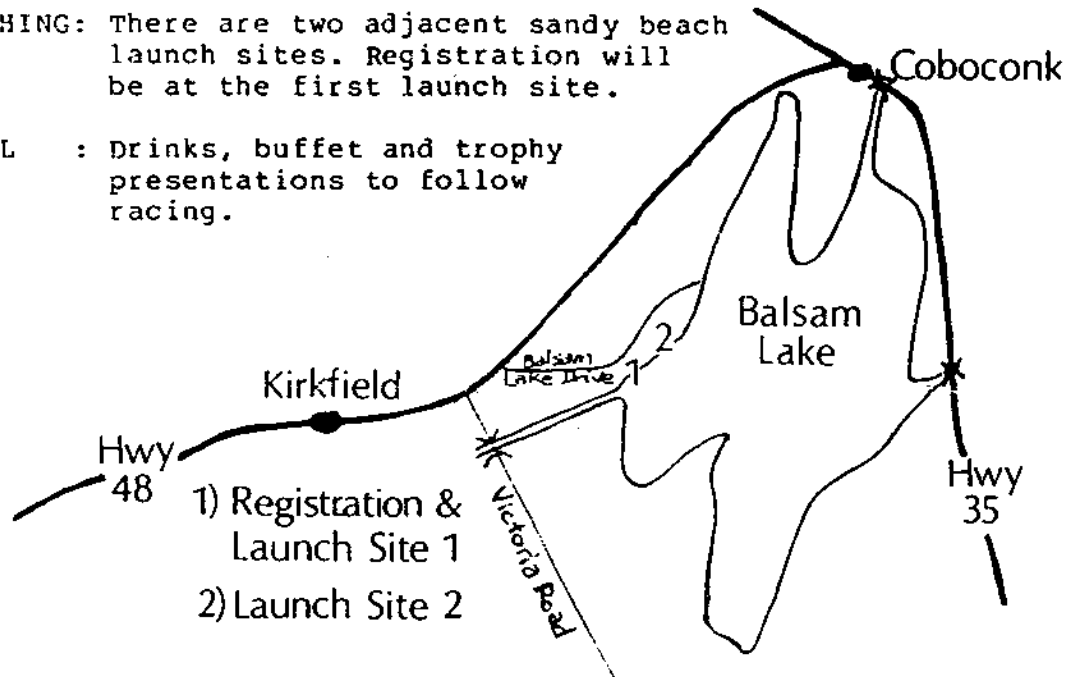 HING: There are two adjacent sandy beach
launch sites. Registration will
be at the first launch site.
L : Drinks, buffet and trophy
presentations to follow
racing.
Coboconk
Balsam
Lake
2
Balsam
Lake Drive
1
Kirkfield
Hwy
48
Hwy
35
1) Registration &
Launch Site 1
2) Launch Site 2
Victoria Road